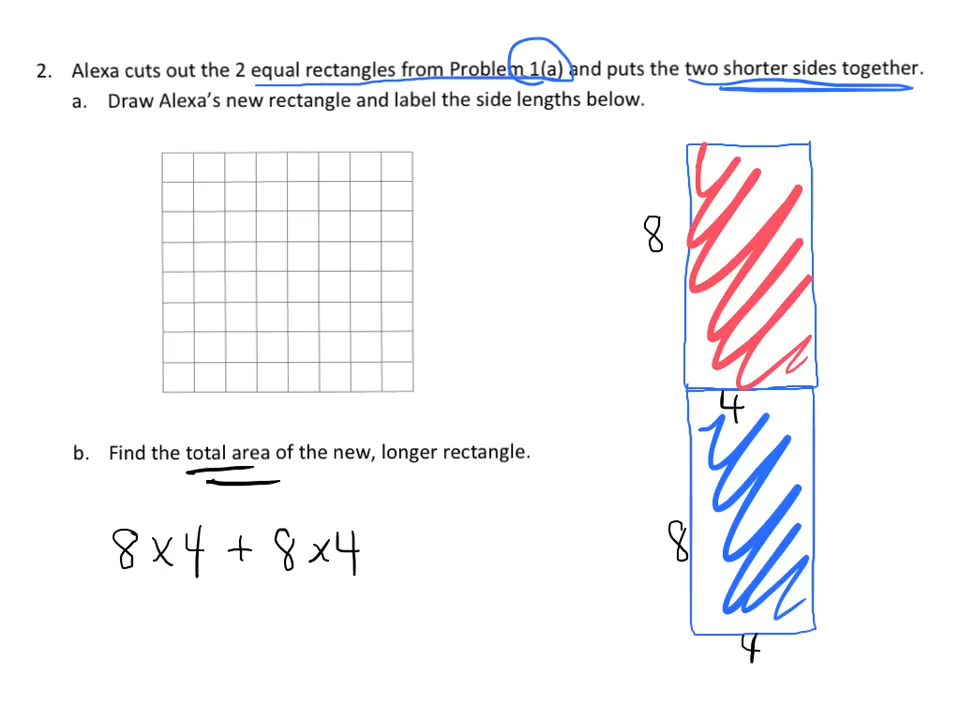 2. Alexa cuts out the 2 equal rectangles from Problem 1(a) and puts the two shorter sides together.
a. Draw Alexa's new rectangle and label the side lengths below.
8
4
b. Find the total area of the new, longer rectangle.
8 x 4 + 8 x 4
8
4